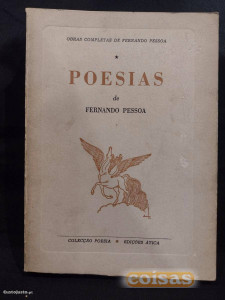 OBRAS COMPLETAS DE FERNANDO PESSOA
POESIAS
de
FERNANDO PESSOA
COLECÇÃO POESIA * EDIÇÕES ÁTICA
coisas